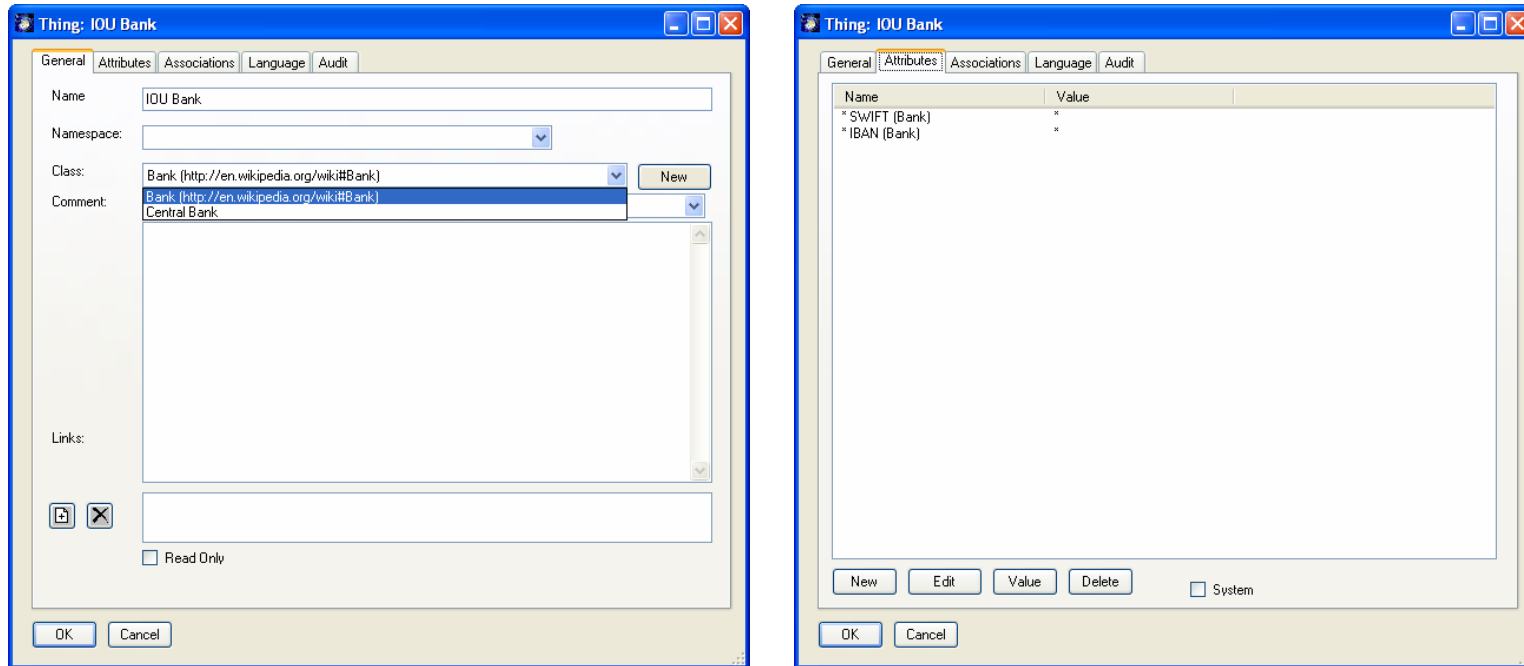 Thing: IOU Bank
General Attributes Associations Language Audit
Name IOU Bank
Namespace:
Class: Bank (http://en.wikipedia.org/wiki#Bank) New
Bank (http://en.wikipedia.org/wiki#Bank)
Comment:
Central Bank
Links:
Read Only
OK Cancel
Thing: IOU Bank
General Attributes Associations Language Audit
Name Value
* SWIFT (Bank) *
* IBAN (Bank) *
New Edit Value Delete System
OK Cancel